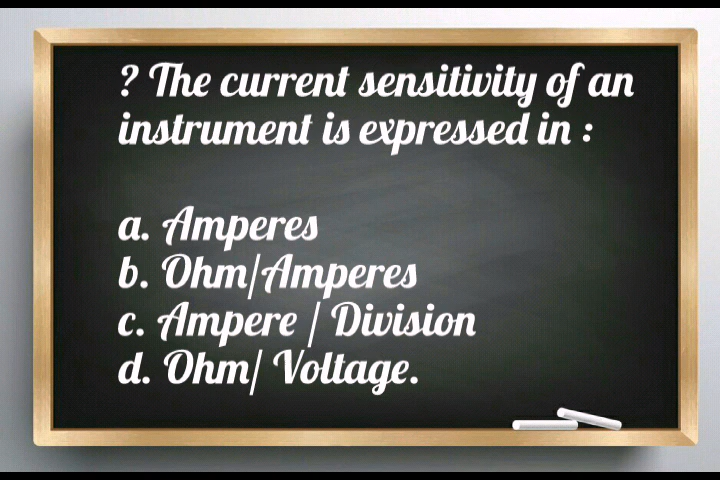 ? The current sensitivity of an
instrument is expressed in :
a. Amperes
b. Ohm/Amperes
c. Ampere / Division
d. Ohm/ Voltage.